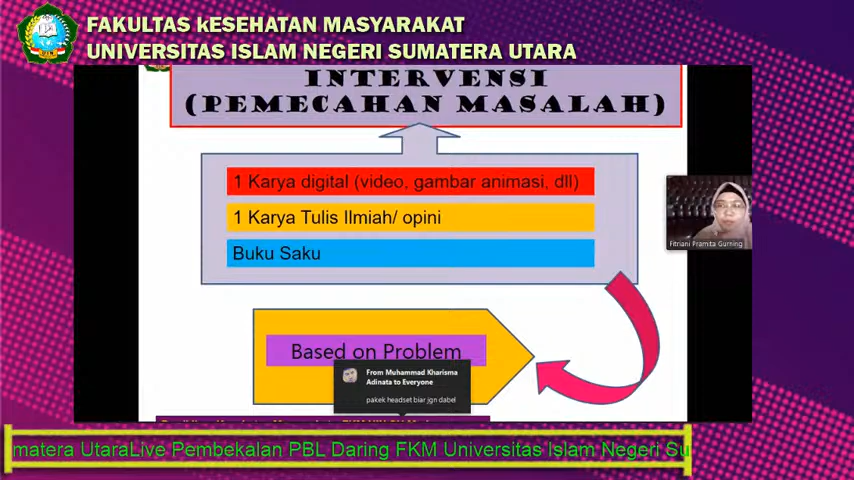 FAKULTAS kESEHATAN MASYARAKAT
UNIVERSITAS ISLAM NEGERI SUMATERA UTARA
INTERVENSI
(PEMECAHAN MASALAH)
1 Karya digital (video, gambar animasi, dll)
1 Karya Tulis Ilmiah/ opini
Buku Saku
Fitriani Pramita Gurning
Based on Problem
From Muhammad Kharisma
Adinata to Everyone
pakek headset biar jgn dabel
matera UtaraLive Pembekalan PBL Daring FKM Universitas Islam Negeri Su